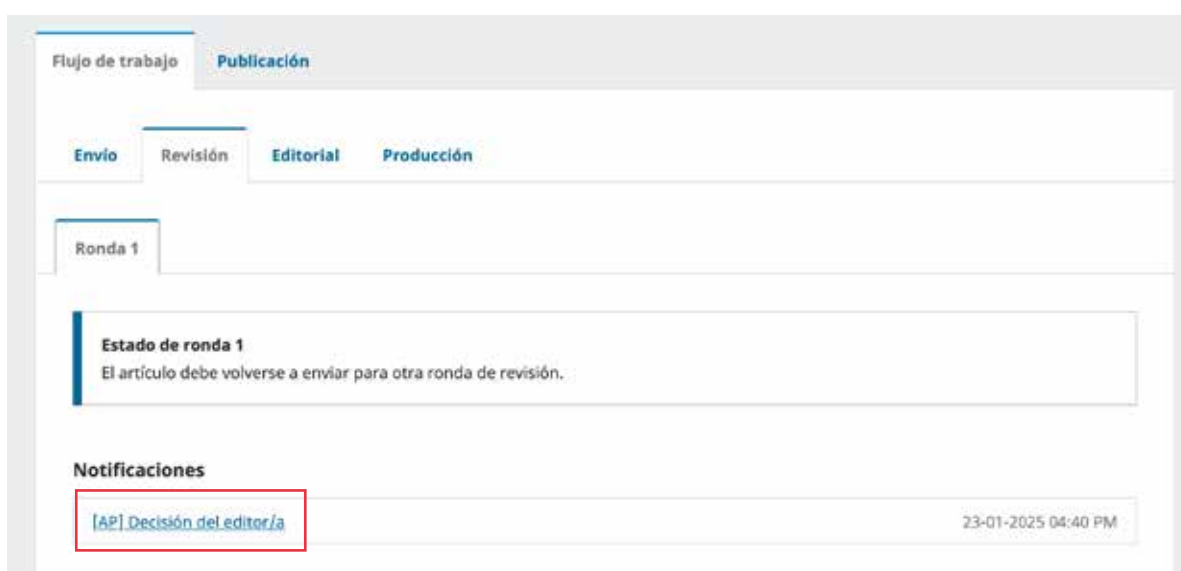 Flujo de trabajo Publicación
Envío Revisión Editorial Producción
Ronda 1
Estado de ronda 1
El artículo debe volverse a enviar para otra ronda de revisión.
Notificaciones
[AP] Decisión del editor/a 23-01-2025 04:40 PM